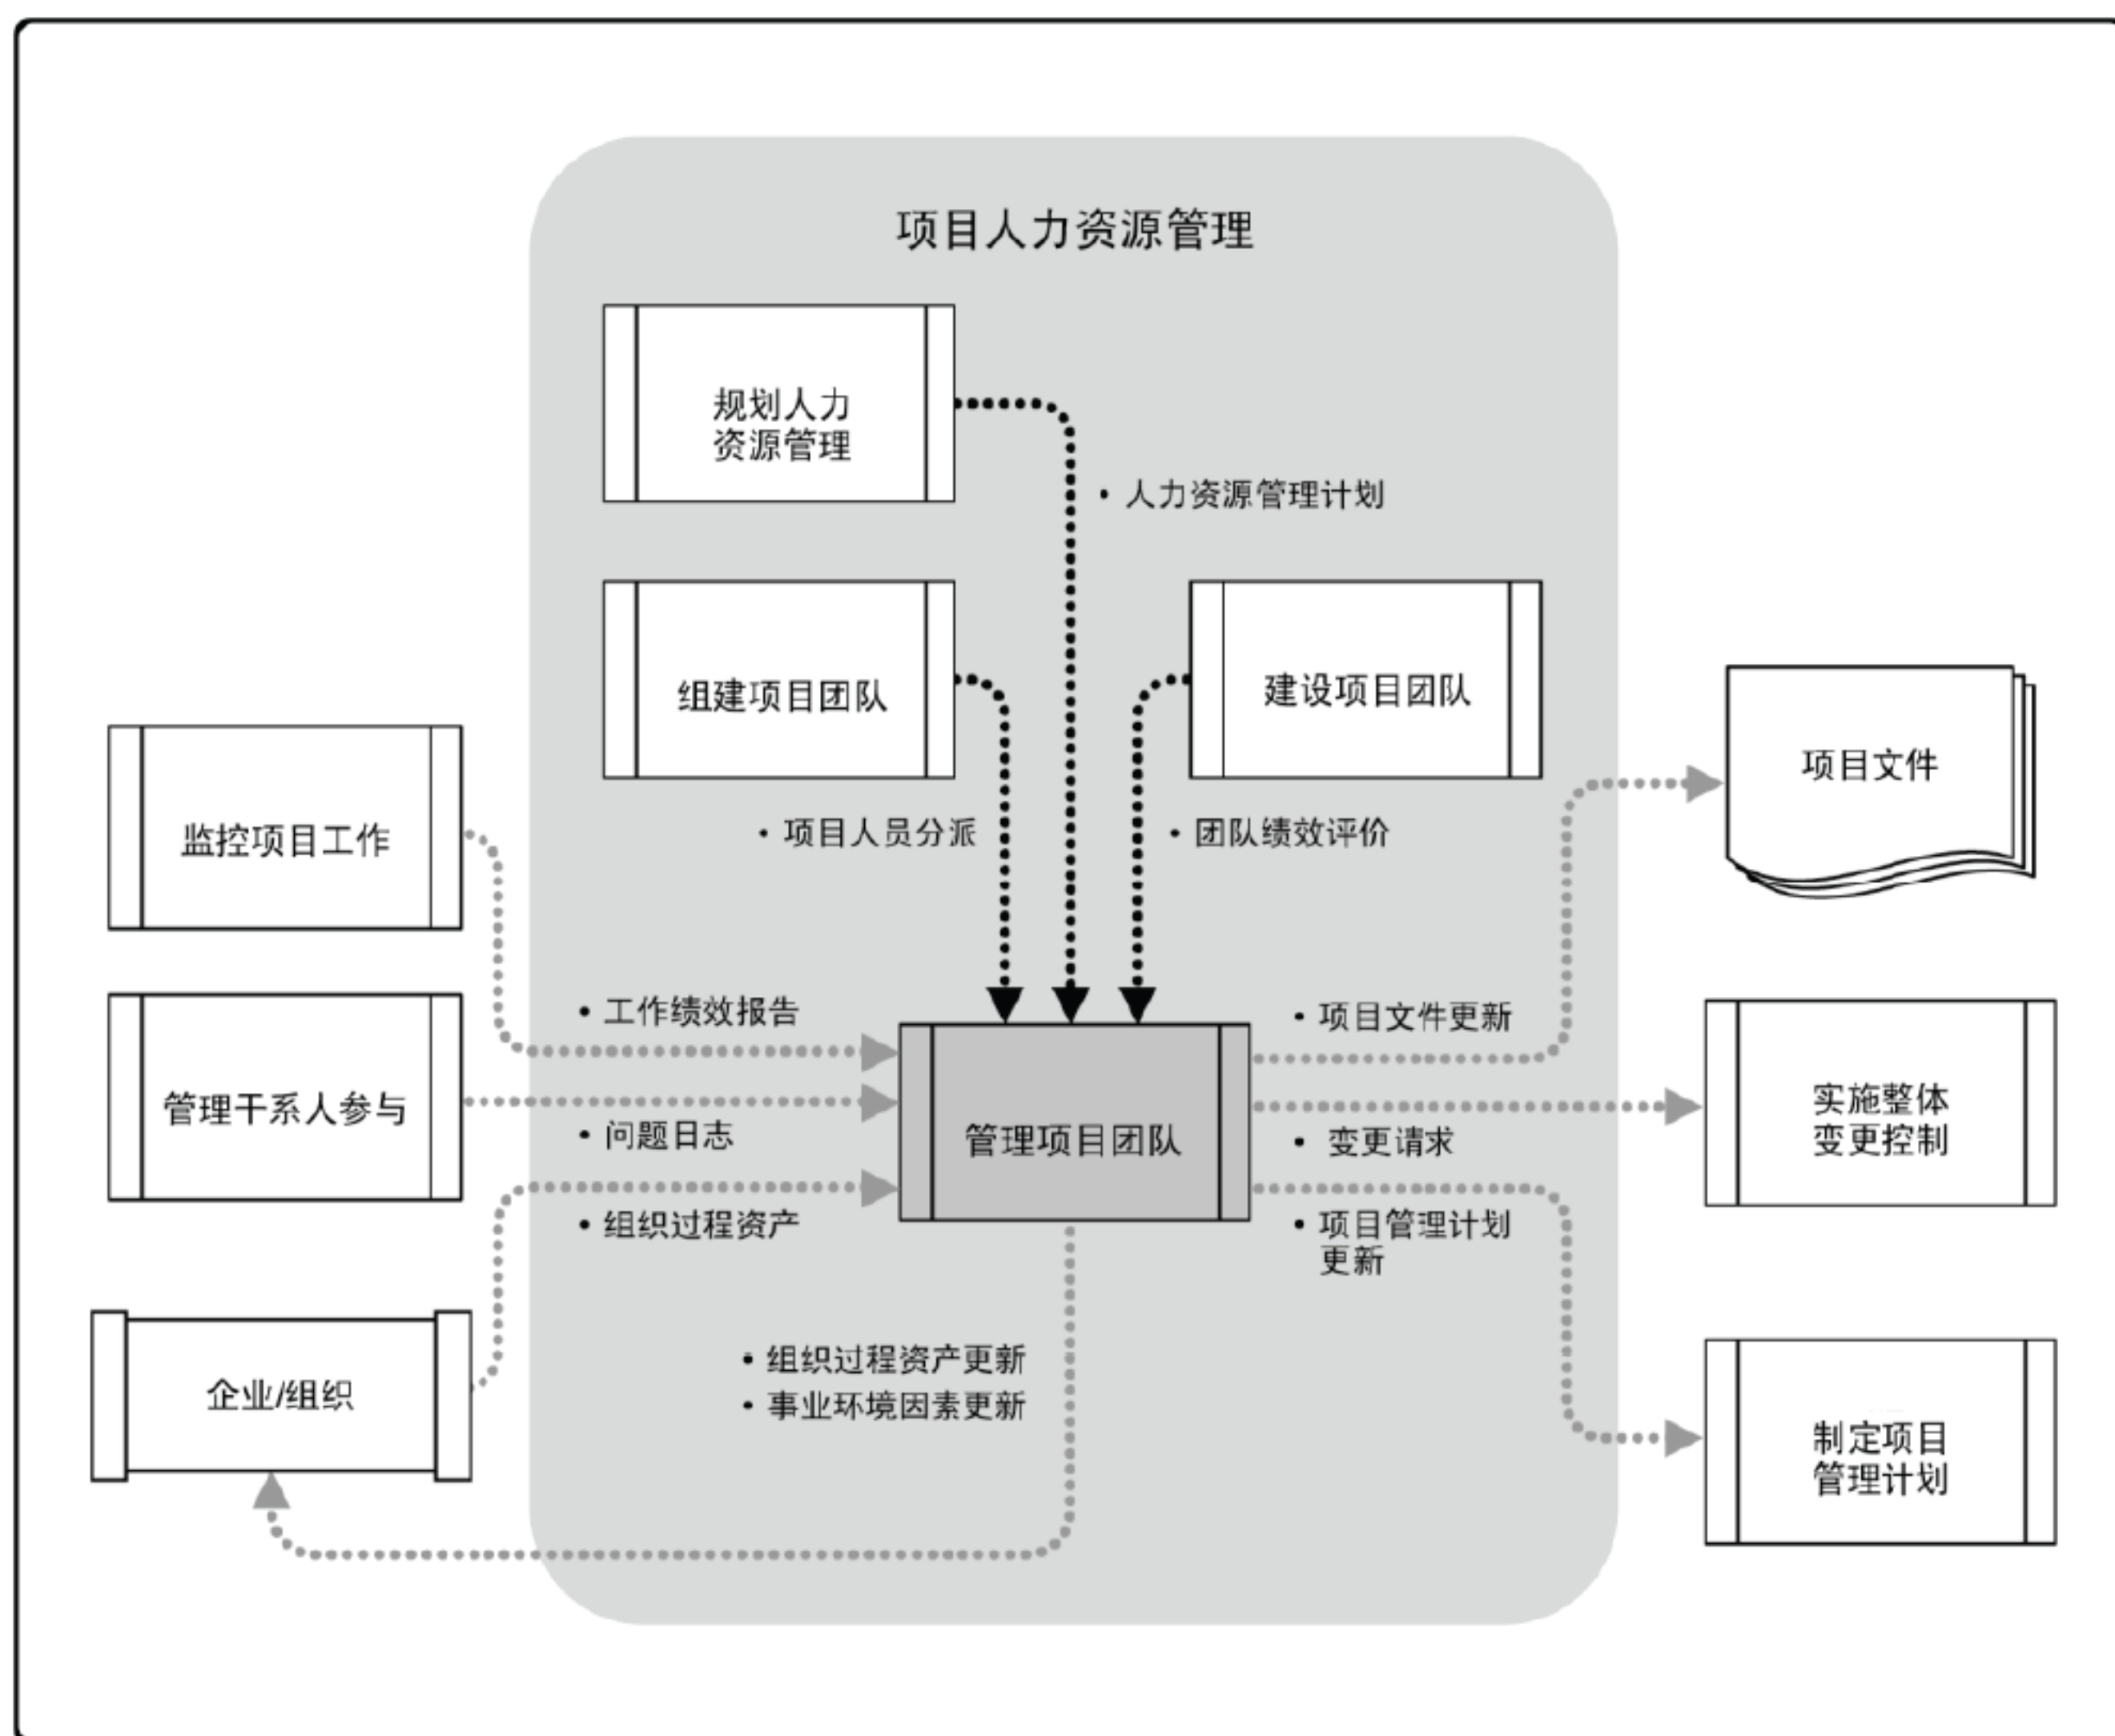 项目人力资源管理
规划人力
资源管理
• 人力资源管理计划
组建项目团队
建设项目团队
• 项目人员分派
• 团队绩效评价
监控项目工作
管理干系人参与
企业/组织
• 工作绩效报告
• 问题日志
• 组织过程资产
管理项目团队
• 项目文件更新
• 变更请求
• 项目管理计划
更新
• 组织过程资产更新
• 事业环境因素更新
项目文件
实施整体
变更控制
制定项目
管理计划